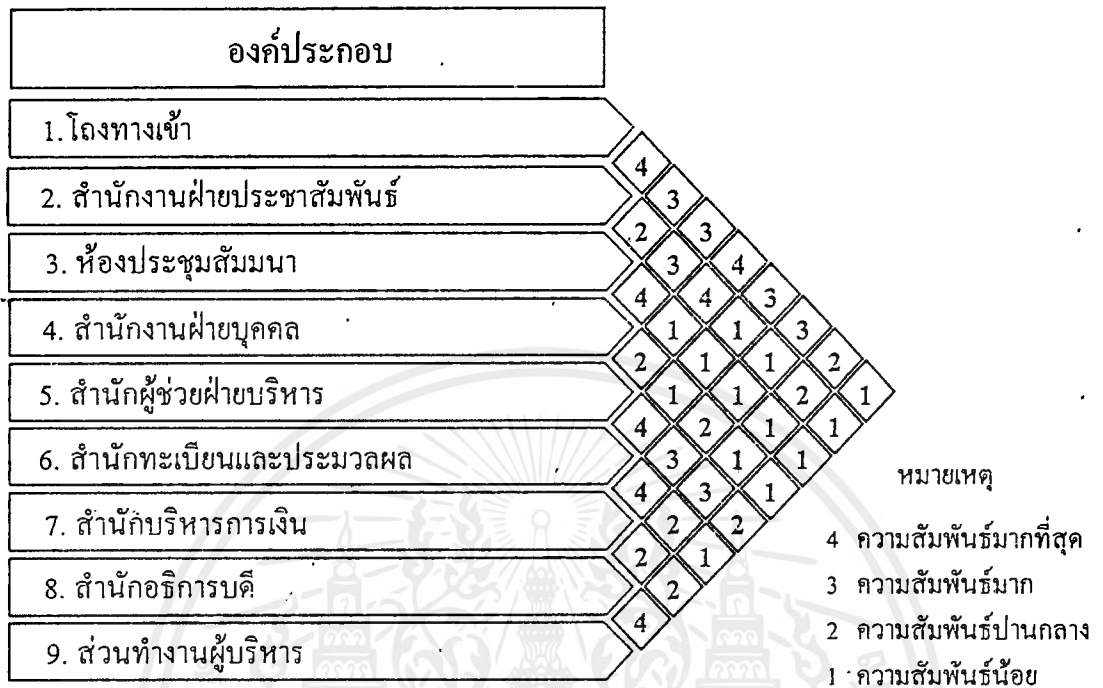 องค์ประกอบ
1. โถงทางเข้า
4
3
2. สำนักงานฝ่ายประชาสัมพันธ์
2 3
3 4
3. ห้องประชุมสัมมนา
4 4 3
1 1 3
4. สำนักงานฝ่ายบุคคล
2 1 1 2
1 1 2 1
5. สำนักผู้ช่วยฝ่ายบริหาร
4 2 1 1
3 1 1
6. สำนักทะเบียนและประมวลผล
4 3 1
2 2
7. สำนักบริหารการเงิน
2 1
2
8. สำนักอธิการบดี
4
9. ส่วนทำงานผู้บริหาร
หมายเหตุ
4 ความสัมพันธ์มากที่สุด
3 ความสัมพันธ์มาก
2 ความสัมพันธ์ปานกลาง
1 ความสัมพันธ์น้อย